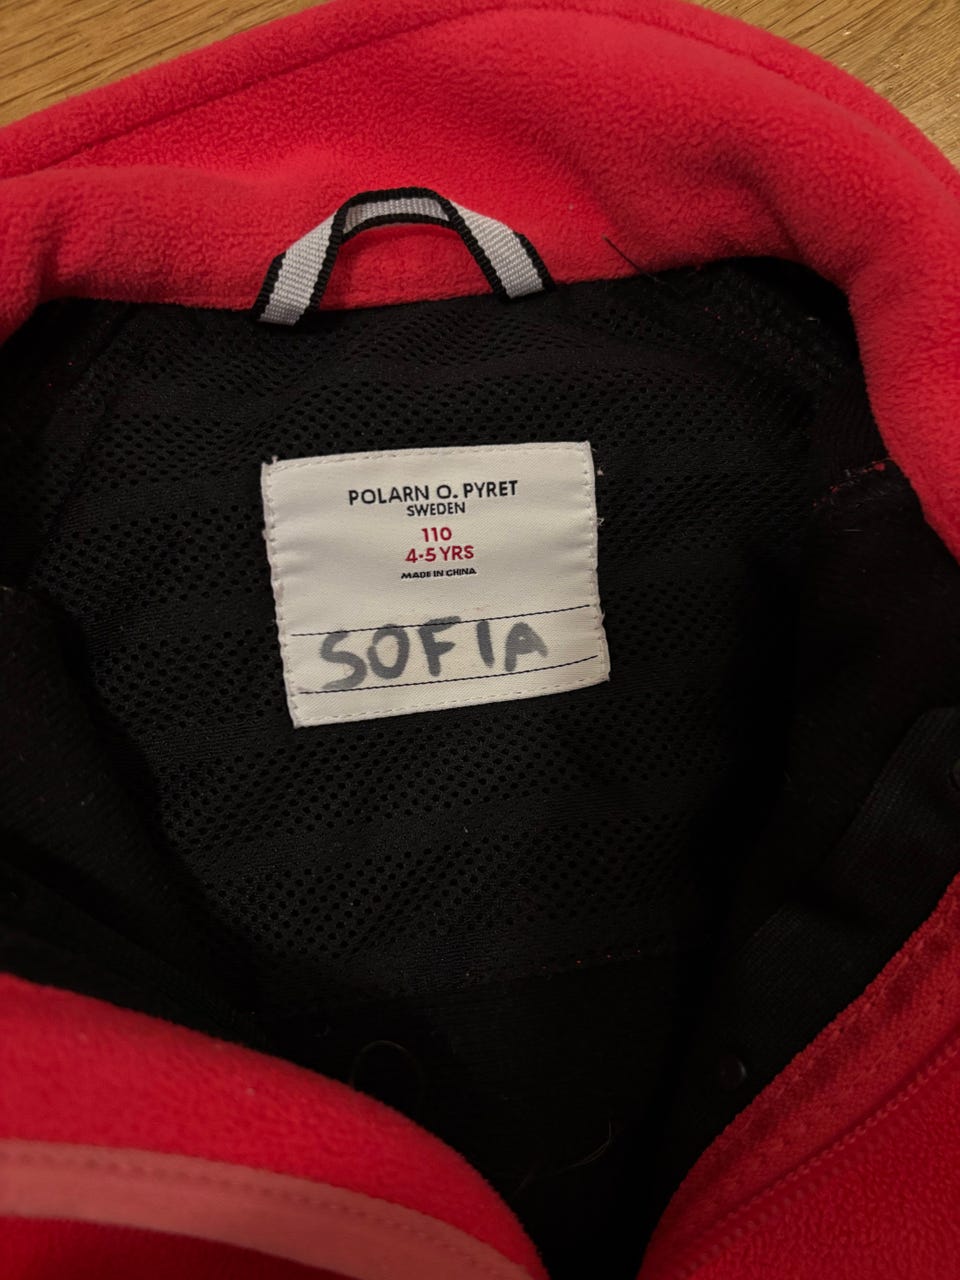 POLARN O. PYRET
SWEDEN
110
4-5 YRS
MADE IN CHINA
SOFIA